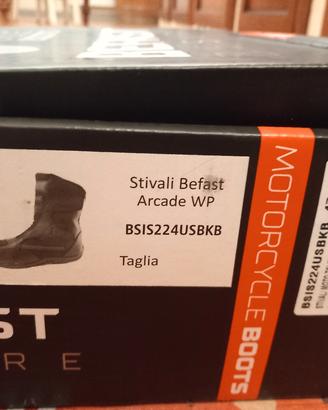 Stivali Befast
Arcade WP
BSIS224USBKB
Taglia
MOTORCYCLE BOOTS
BSIS224USBKB
ST
R E